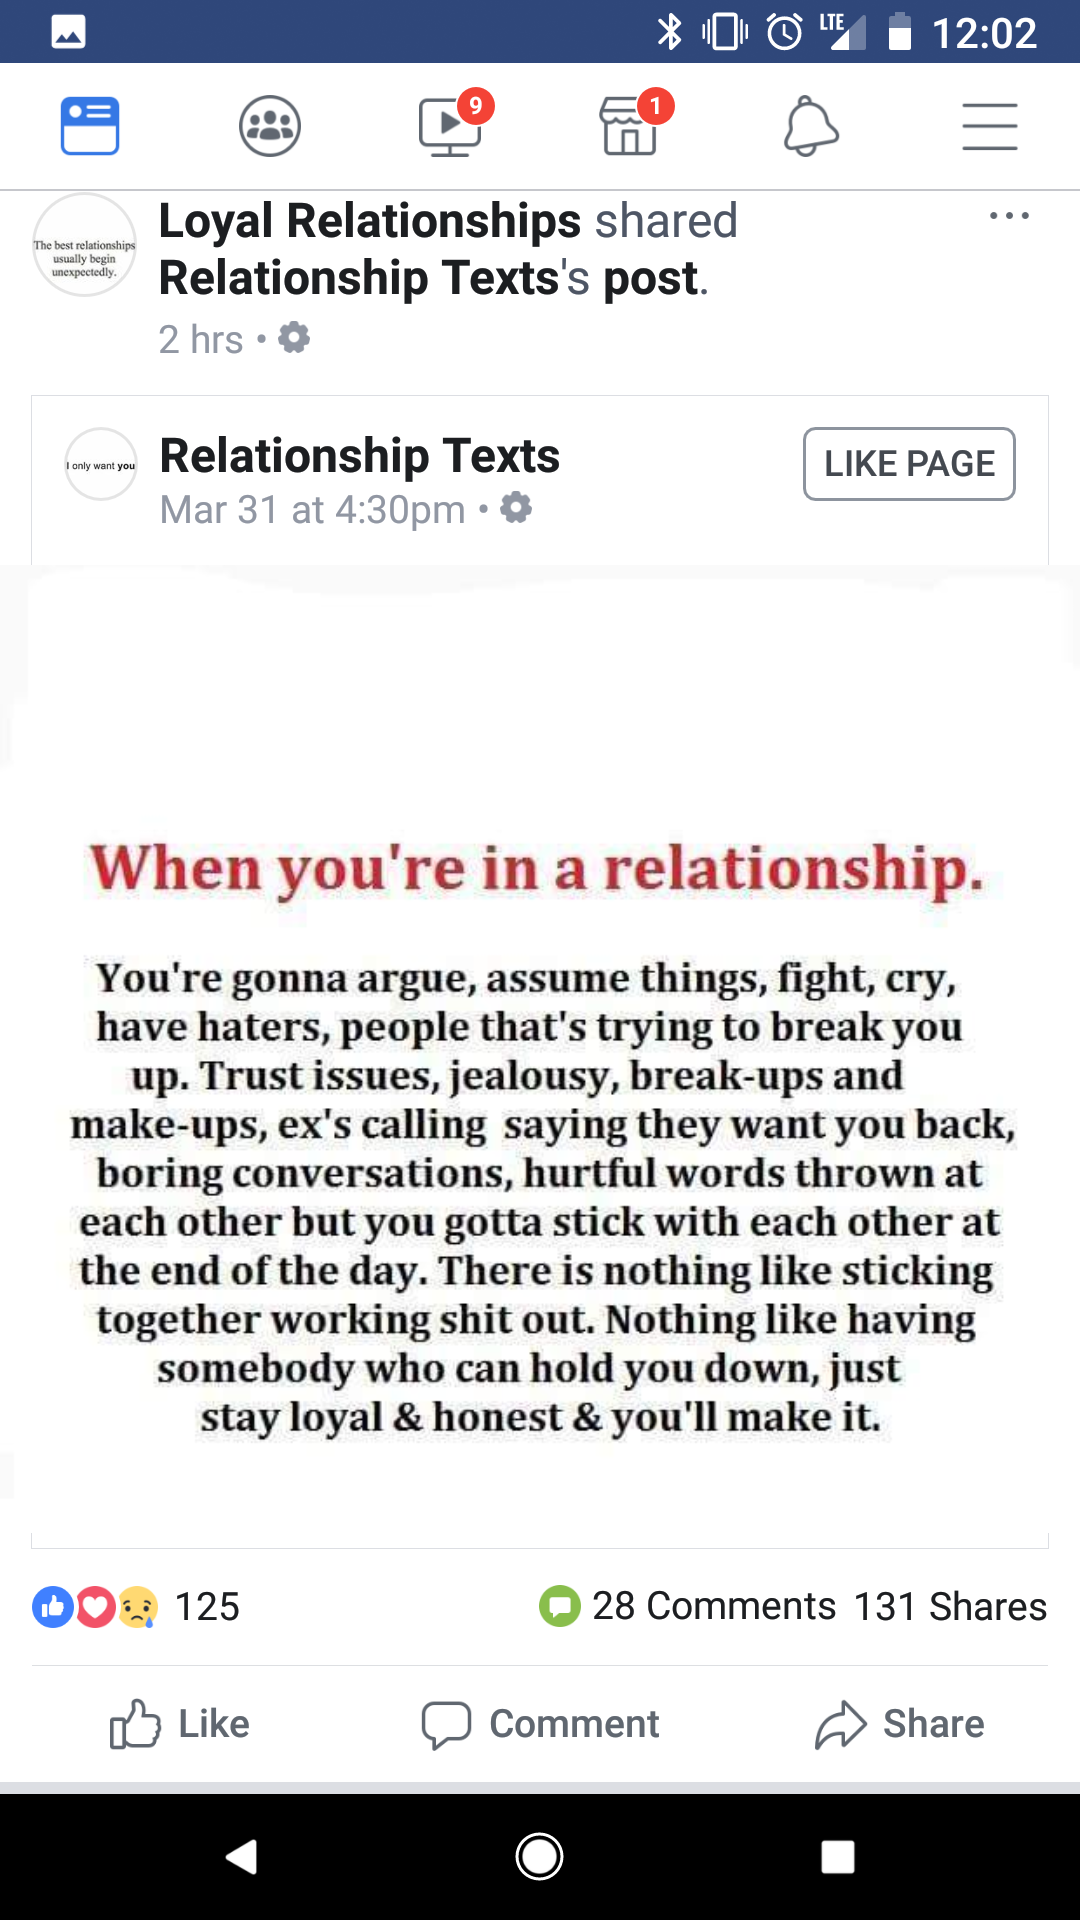 LTE 12:02
9 1
The best relationships
usually begin
unexpectedly.
Loyal Relationships shared
Relationship Texts's post.
2 hrs •
I only want you
Relationship Texts
LIKE PAGE
Mar 31 at 4:30pm •
When you're in a relationship.
You're gonna argue, assume things, fight, cry,
have haters, people that's trying to break you
up. Trust issues, jealousy, break-ups and
make-ups, ex's calling saying they want you back,
boring conversations, hurtful words thrown at
each other but you gotta stick with each other at
the end of the day. There is nothing like sticking
together working shit out. Nothing like having
somebody who can hold you down, just
stay loyal & honest & you'll make it.
125 28 Comments 131 Shares
Like Comment Share